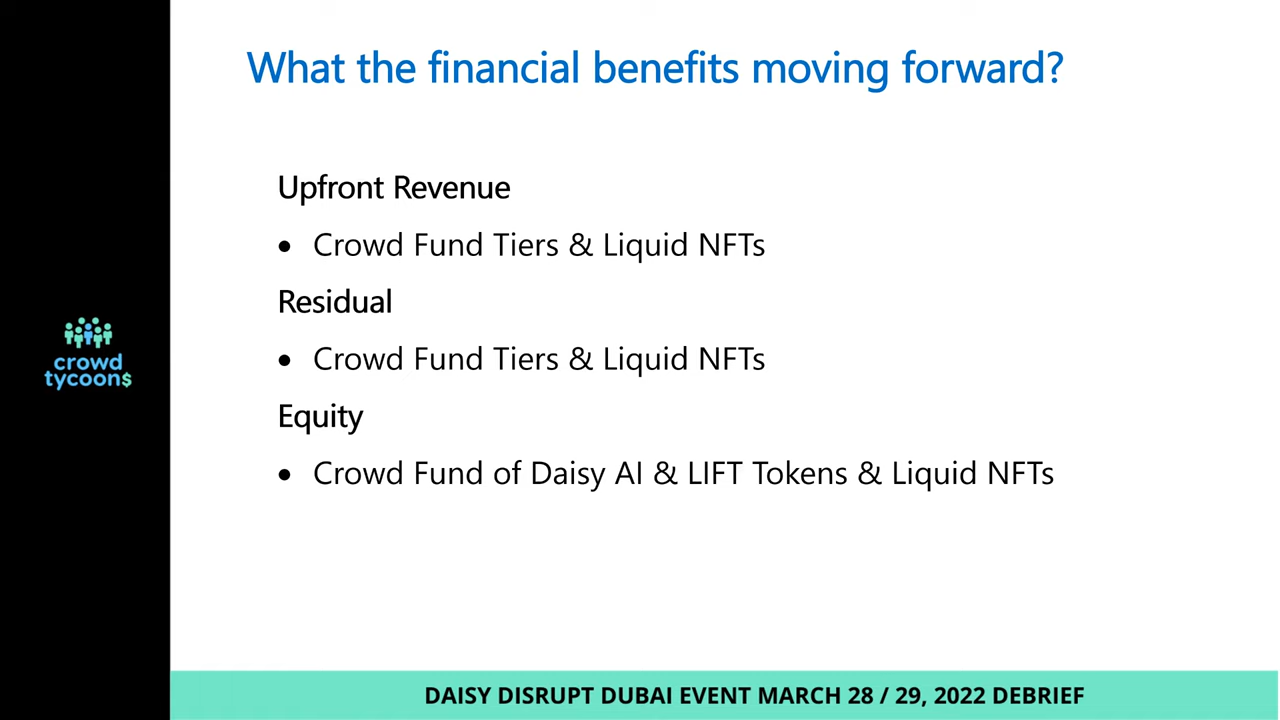 What the financial benefits moving forward?
Upfront Revenue
• Crowd Fund Tiers & Liquid NFTs
Residual
• Crowd Fund Tiers & Liquid NFTs
Equity
• Crowd Fund of Daisy AI & LIFT Tokens & Liquid NFTs
crowd
tycoon$
DAISY DISRUPT DUBAI EVENT MARCH 28 / 29, 2022 DEBRIEF